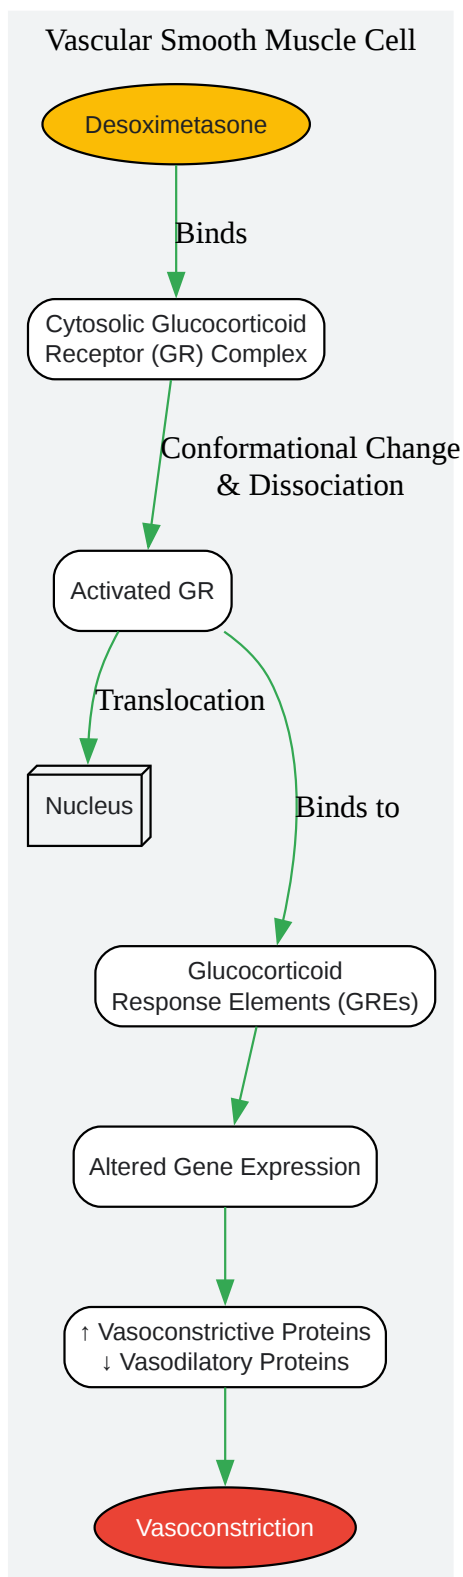 Vascular Smooth Muscle Cell
Desoximetasone
Binds
Cytosolic Glucocorticoid
Receptor (GR) Complex
Conformational Change
& Dissociation
Activated GR
Translocation
Nucleus
Binds to
Glucocorticoid
Response Elements (GREs)
Altered Gene Expression
↑ Vasoconstrictive Proteins
↓ Vasodilatory Proteins
Vasoconstriction